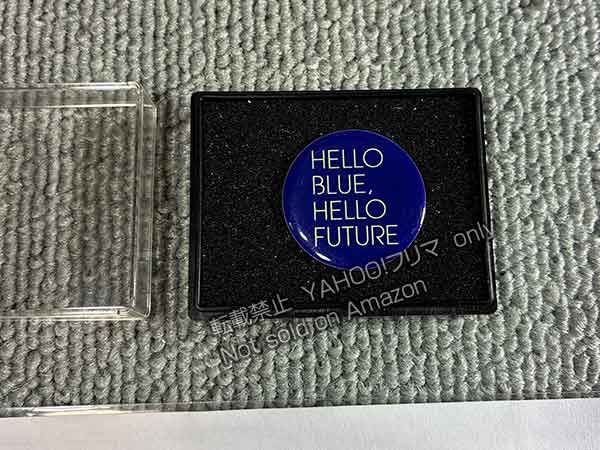 HELLO
BLUE,
HELLO
FUTURE
転載禁止 YAHOO!フリマ only
Not sold on Amazon